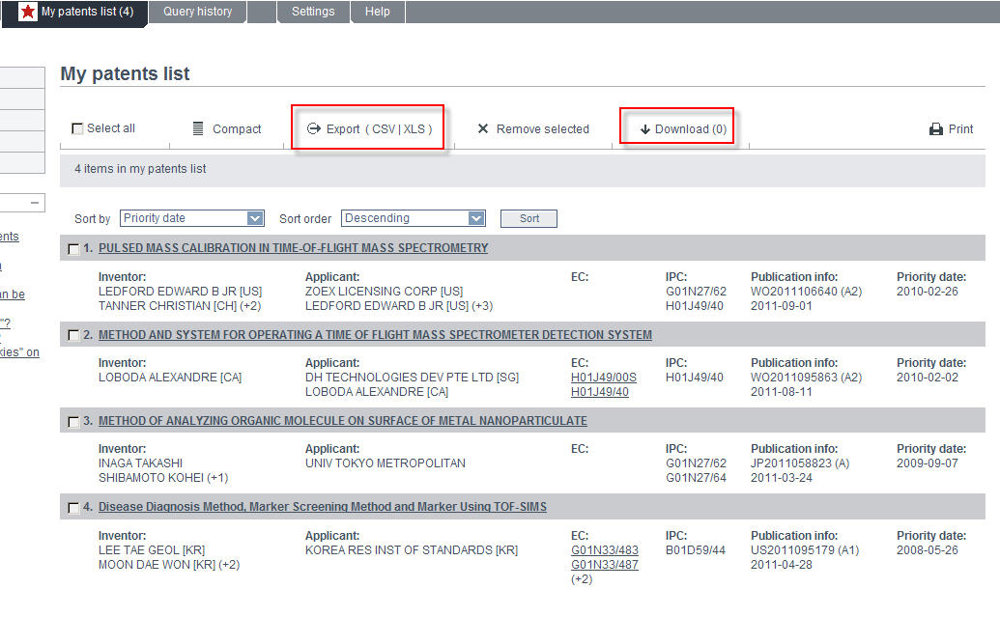 My patents list (4) Query history Settings Help
My patents list
Select all Compact Export ( CSV | XLS ) Remove selected Download (0) Print
4 items in my patents list
Sort by Priority date Sort order Descending Sort
1. PULSED MASS CALIBRATION IN TIME-OF-FLIGHT MASS SPECTROMETRY
Inventor: Applicant: EC: IPC: Publication info: Priority date:
LEDFORD EDWARD B JR [US] ZOEX LICENSING CORP [US] G01N27/62 WO2011106640 (A2) 2010-02-26
TANNER CHRISTIAN [CH] (+2) LEDFORD EDWARD B JR [US] (+3) H01J49/40 2011-09-01
ents
2. METHOD AND SYSTEM FOR OPERATING A TIME OF FLIGHT MASS SPECTROMETER DETECTION SYSTEM
an be
"?
kies" on
Inventor: Applicant: EC: IPC: Publication info: Priority date:
LOBODA ALEXANDRE [CA] DH TECHNOLOGIES DEV PTE LTD [SG] H01J49/00S H01J49/40 WO2011095863 (A2) 2010-02-02
LOBODA ALEXANDRE [CA] H01J49/40 2011-08-11
3. METHOD OF ANALYZING ORGANIC MOLECULE ON SURFACE OF METAL NANOPARTICULATE
Inventor: Applicant: EC: IPC: Publication info: Priority date:
INAGA TAKASHI UNIV TOKYO METROPOLITAN G01N27/62 JP2011058823 (A) 2009-09-07
SHIBAMOTO KOHEI (+1) G01N27/64 2011-03-24
4. Disease Diagnosis Method, Marker Screening Method and Marker Using TOF-SIMS
Inventor: Applicant: EC: IPC: Publication info: Priority date:
LEE TAE GEOL [KR] KOREA RES INST OF STANDARDS [KR] G01N33/483 B01D59/44 US2011095179 (A1) 2008-05-26
MOON DAE WON [KR] (+2) G01N33/487 2011-04-28
(+2)